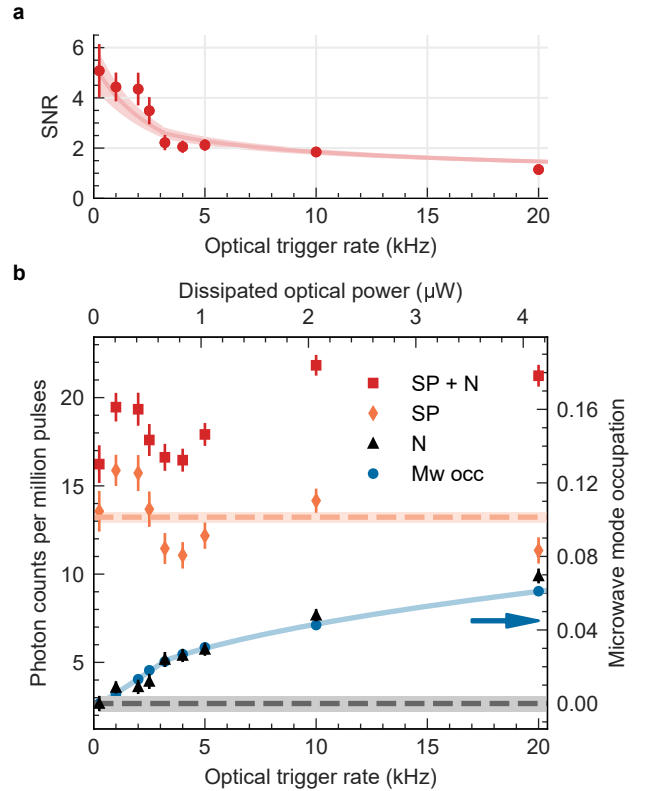 a
6
4
2
0
SNR
0 5 10 15 20
Optical trigger rate (kHz)
b
Dissipated optical power (μW)
0 1 2 3 4
20
15
10
5
Photon counts per million pulses
SP + N
SP
N
Mw occ
0.16
0.12
0.08
0.04
0.00
Microwave mode occupation
0 5 10 15 20
Optical trigger rate (kHz)